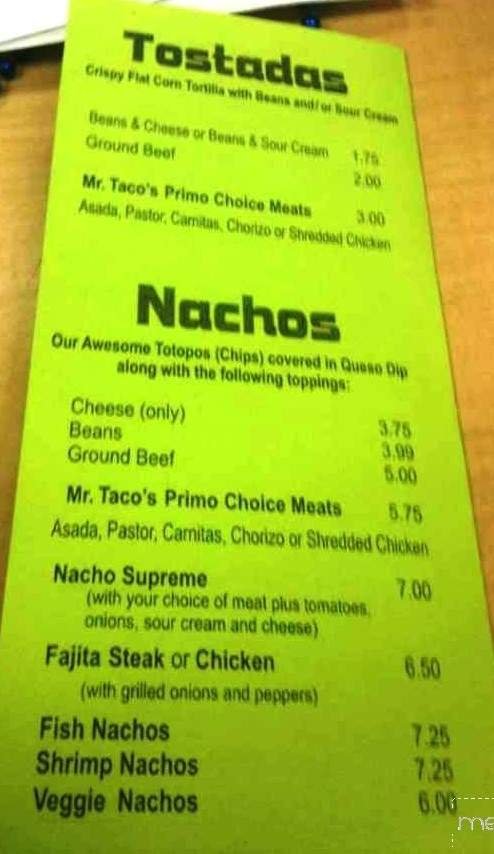 Tostadas
Crispy Flat Corn Tortilla with Beans and/or Sour Cream
Beans & Cheese or Beans & Sour Cream 1.75
Ground Beef 2.00
Mr. Taco's Primo Choice Meats 3.00
Asada, Pastor, Carnitas, Chorizo or Shredded Chicken
Nachos
Our Awesome Totopos (Chips) covered in Queso Dip
along with the following toppings:
Cheese (only) 3.75
Beans 3.99
Ground Beef 5.00
Mr. Taco's Primo Choice Meats 5.75
Asada, Pastor, Carnitas, Chorizo or Shredded Chicken
Nacho Supreme 7.00
(with your choice of meat plus tomatoes,
onions, sour cream and cheese)
Fajita Steak or Chicken 6.50
(with grilled onions and peppers)
Fish Nachos 7.25
Shrimp Nachos 7.25
Veggie Nachos 6.00